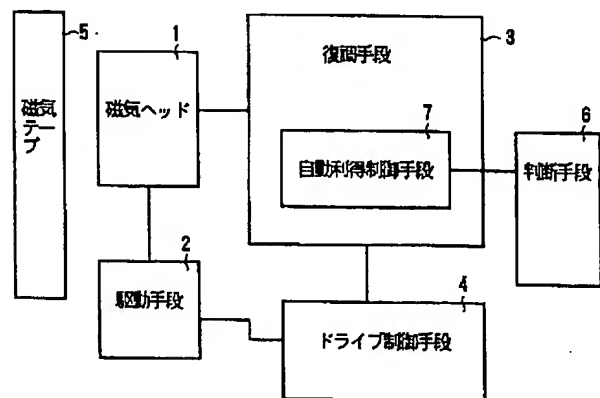 5
磁気
テープ
1
磁気ヘッド
3
復調手段
7
自動利得制御手段
6
判断手段
2
駆動手段
4
ドライブ制御手段